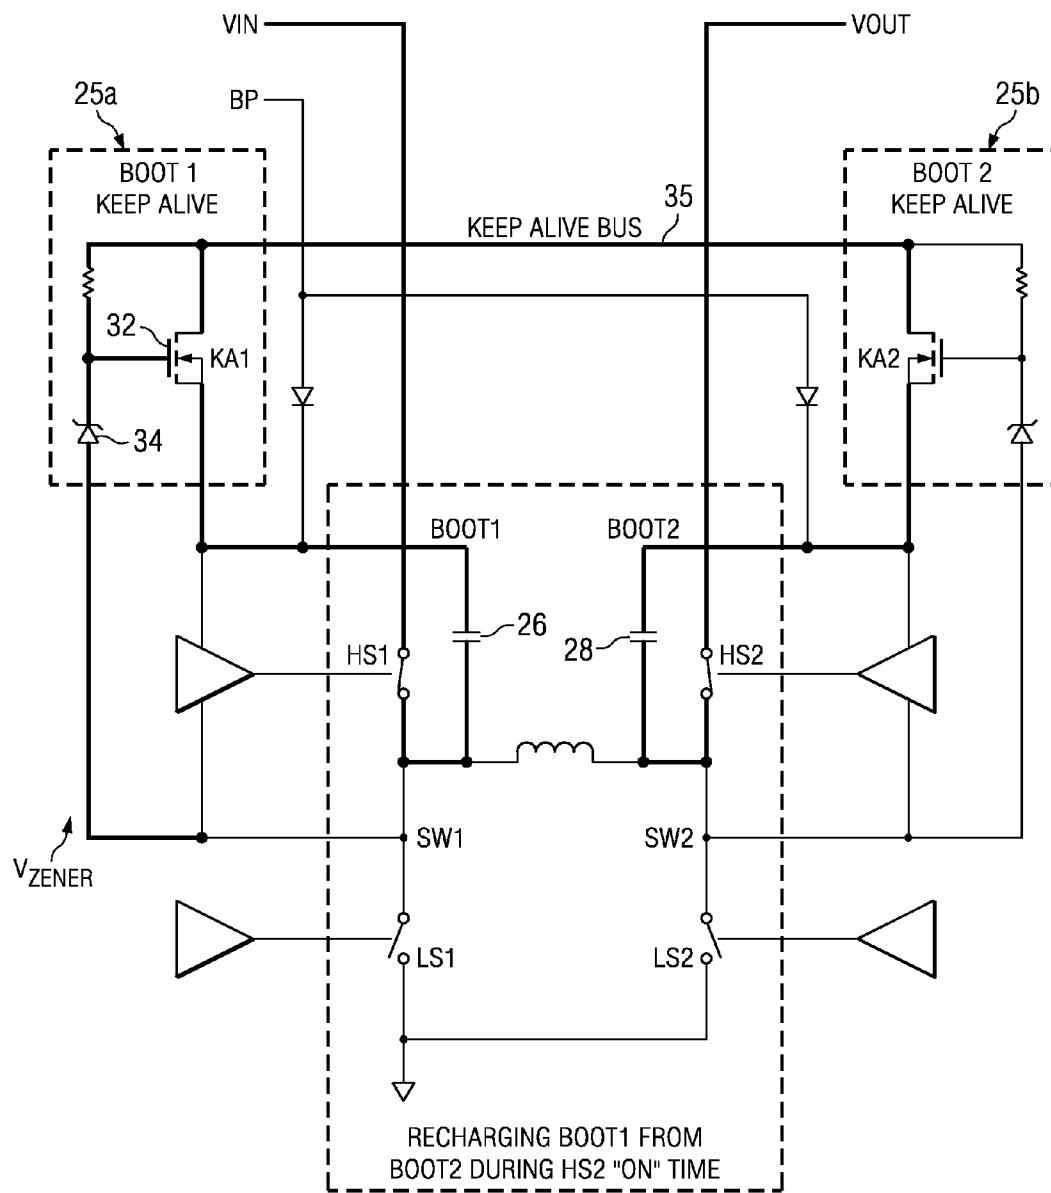 VIN
VOUT
BP
25a
25b
BOOT 1
KEEP ALIVE
BOOT 2
KEEP ALIVE
35
KEEP ALIVE BUS
32
KA1
KA2
34
BOOT1
BOOT2
26
28
HS1
HS2
SW1
SW2
VZENER
LS1
LS2
RECHARGING BOOT1 FROM
BOOT2 DURING HS2 "ON" TIME